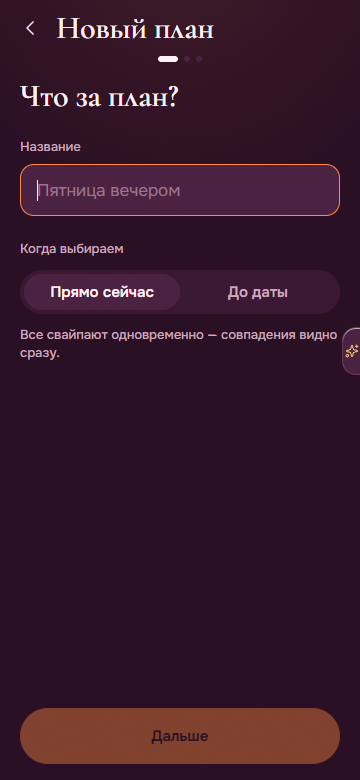 Новый план
Что за план?
Название
Пятница вечером
Когда выбираем
Прямо сейчас
До даты
Все свайпают одновременно — совпадения видно
сразу.
Дальше